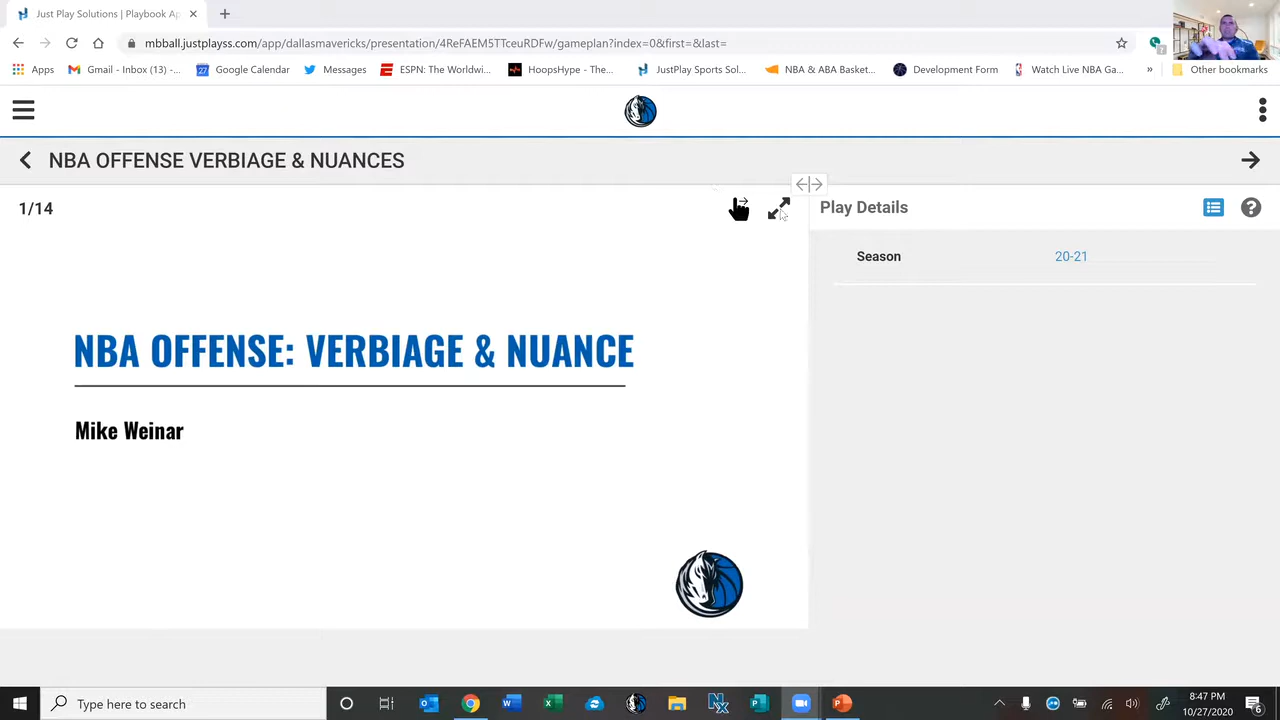 Just Play Solutions | Playbook Ap
mbball.justplayss.com/app/dallasmavericks/presentation/4ReFAEM5TTceuRDFw/gameplan?index=0&first=&last=
Apps
Gmail - Inbox (13) -...
Google Calendar
Messages
ESPN: The Worldwi...
HoopsHype - The...
JustPlay Sports Sol...
NBA & ABA Basket...
Development Form
Watch Live NBA Ga...
»
Other bookmarks
NBA OFFENSE VERBIAGE & NUANCES
1/14
Play Details
Season
20-21
NBA OFFENSE: VERBIAGE & NUANCE
Mike Weinar
Type here to search
8:47 PM
10/27/2020
6